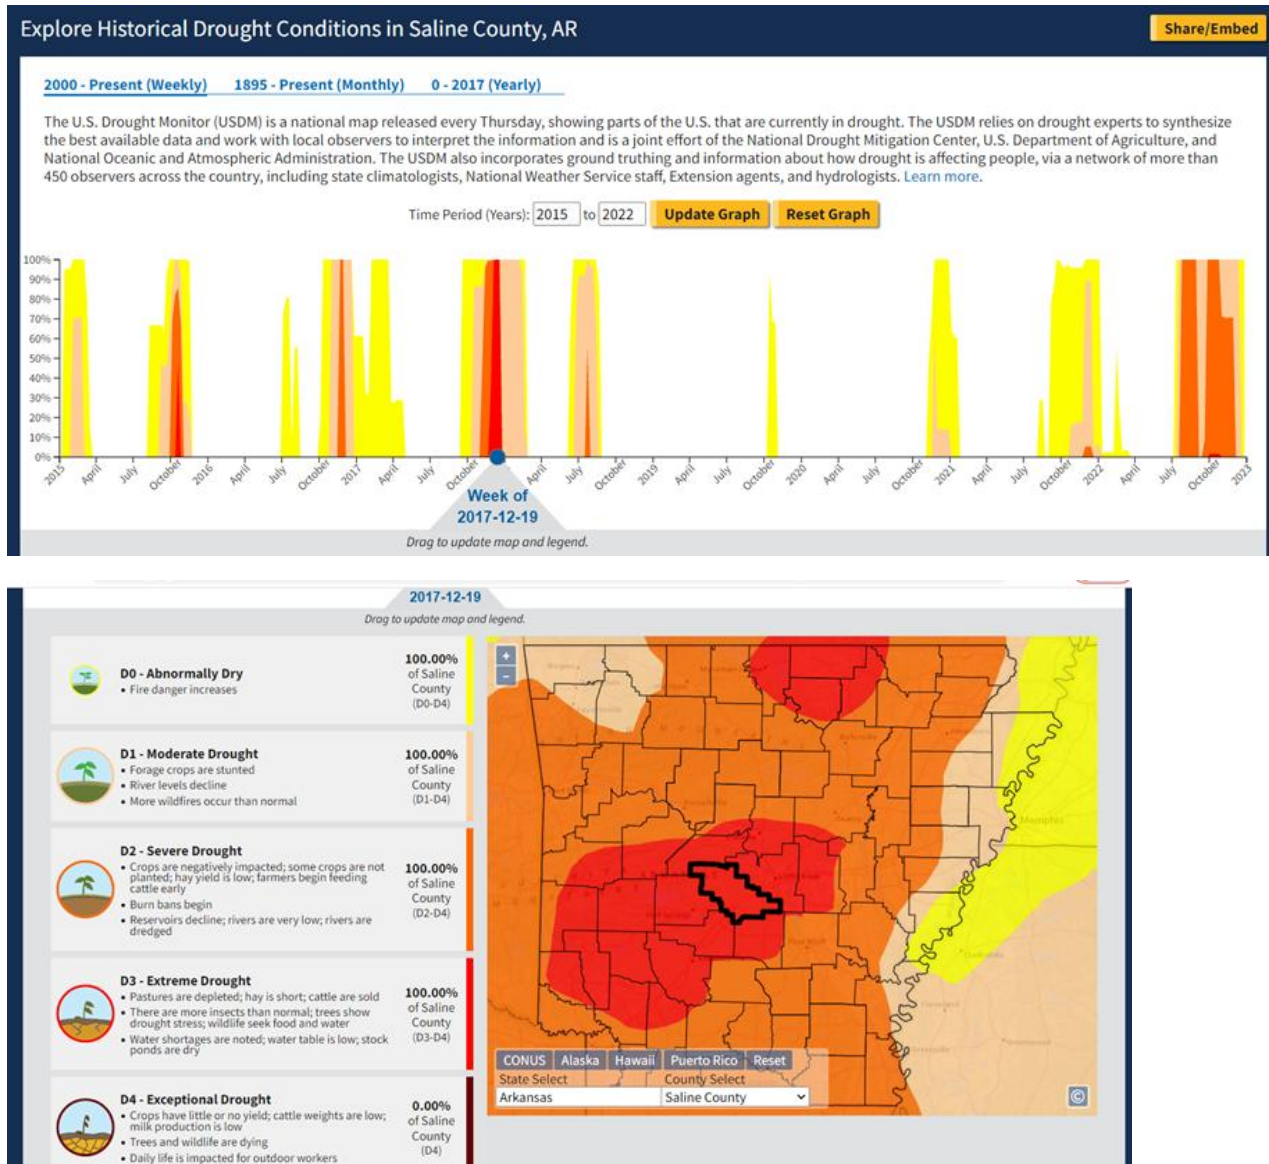 Explore Historical Drought Conditions in Saline County, AR
Share/Embed
2000 - Present (Weekly) 1895 - Present (Monthly) 0 - 2017 (Yearly)
The U.S. Drought Monitor (USDM) is a national map released every Thursday, showing parts of the U.S. that are currently in drought. The USDM relies on drought experts to synthesize
the best available data and work with local observers to interpret the information and is a joint effort of the National Drought Mitigation Center, U.S. Department of Agriculture, and
National Oceanic and Atmospheric Administration. The USDM also incorporates ground truthing and information about how drought is affecting people, via a network of more than
450 observers across the country, including state climatologists, National Weather Service staff, Extension agents, and hydrologists. Learn more.
Time Period (Years): 2015 to 2022 Update Graph Reset Graph
100%
90%
80%
70%
60%
50%
40%
30%
20%
10%
0%
2015 April July October 2016 April July October 2017 April July October April July October 2019 April July October 2020 April July October 2021 April July October 2022 April July October 2023
Week of
2017-12-19
Drag to update map and legend.
2017-12-19
Drag to update map and legend.
D0 - Abnormally Dry
• Fire danger increases
100.00%
of Saline
County
(D0-D4)
D1 - Moderate Drought
• Forage crops are stunted
• River levels decline
• More wildfires occur than normal
100.00%
of Saline
County
(D1-D4)
D2 - Severe Drought
• Crops are negatively impacted; some crops are not
planted; hay yield is low; farmers begin feeding
cattle early
• Burn bans begin
• Reservoirs decline; rivers are very low; rivers are
dredged
100.00%
of Saline
County
(D2-D4)
D3 - Extreme Drought
• Pastures are depleted; hay is short; cattle are sold
• There are more insects than normal; trees show
drought stress; wildlife seek food and water
• Water shortages are noted; water table is low; stock
ponds are dry
100.00%
of Saline
County
(D3-D4)
D4 - Exceptional Drought
• Crops have little or no yield; cattle weights are low;
milk production is low
• Trees and wildlife are dying
• Daily life is impacted for outdoor workers
0.00%
of Saline
County
(D4)
+
−
Memphis
CONUS Alaska Hawaii Puerto Rico Reset
State Select County Select
Arkansas Saline County
©